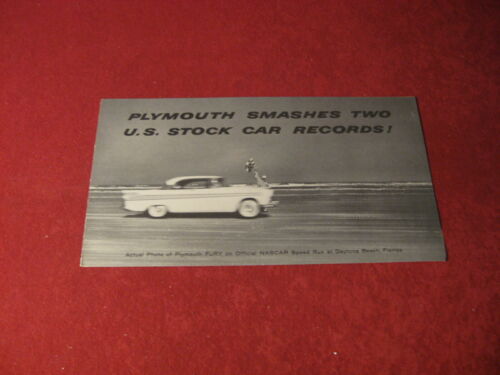 PLYMOUTH SMASHES TWO
U.S. STOCK CAR RECORDS!
Actual Photo of Plymouth FURY on Official NASCAR Speed Run at Daytona Beach, Florida